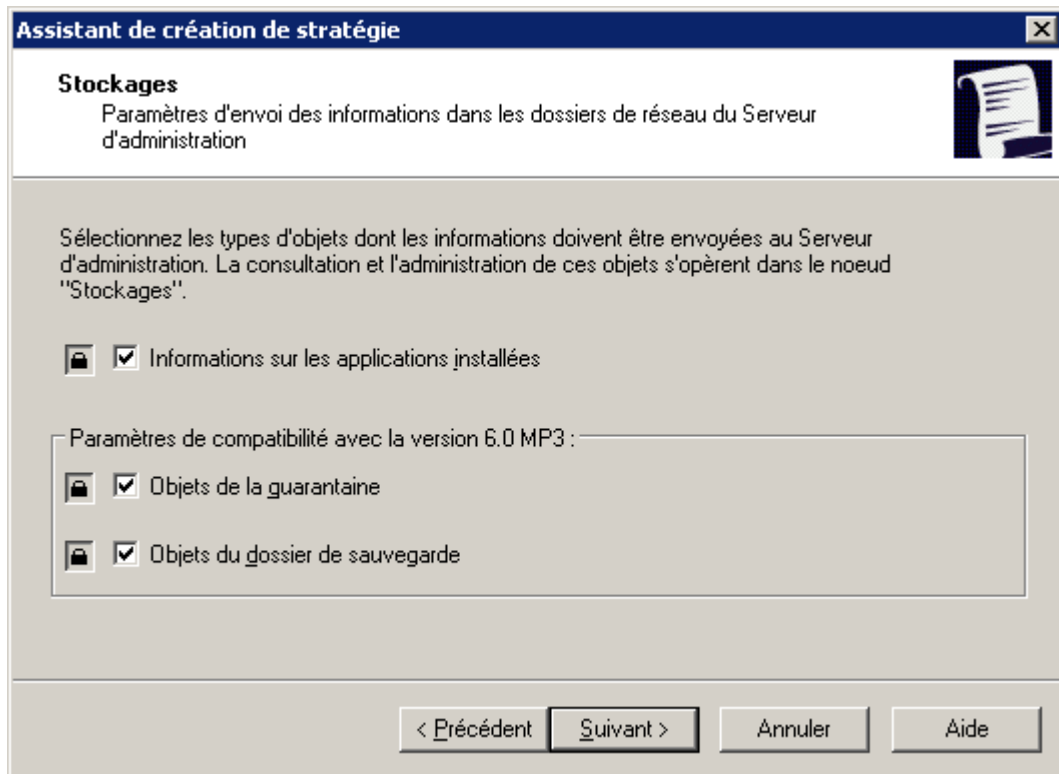 Assistant de création de stratégie
Stockages
Paramètres d'envoi des informations dans les dossiers de réseau du Serveur
d'administration
Sélectionnez les types d'objets dont les informations doivent être envoyées au Serveur
d'administration. La consultation et l'administration de ces objets s'opèrent dans le noeud
"Stockages".
Informations sur les applications installées
Paramètres de compatibilité avec la version 6.0 MP3 :
Objets de la guarantaine
Objets du dossier de sauvegarde
< Précédent
Suivant >
Annuler
Aide